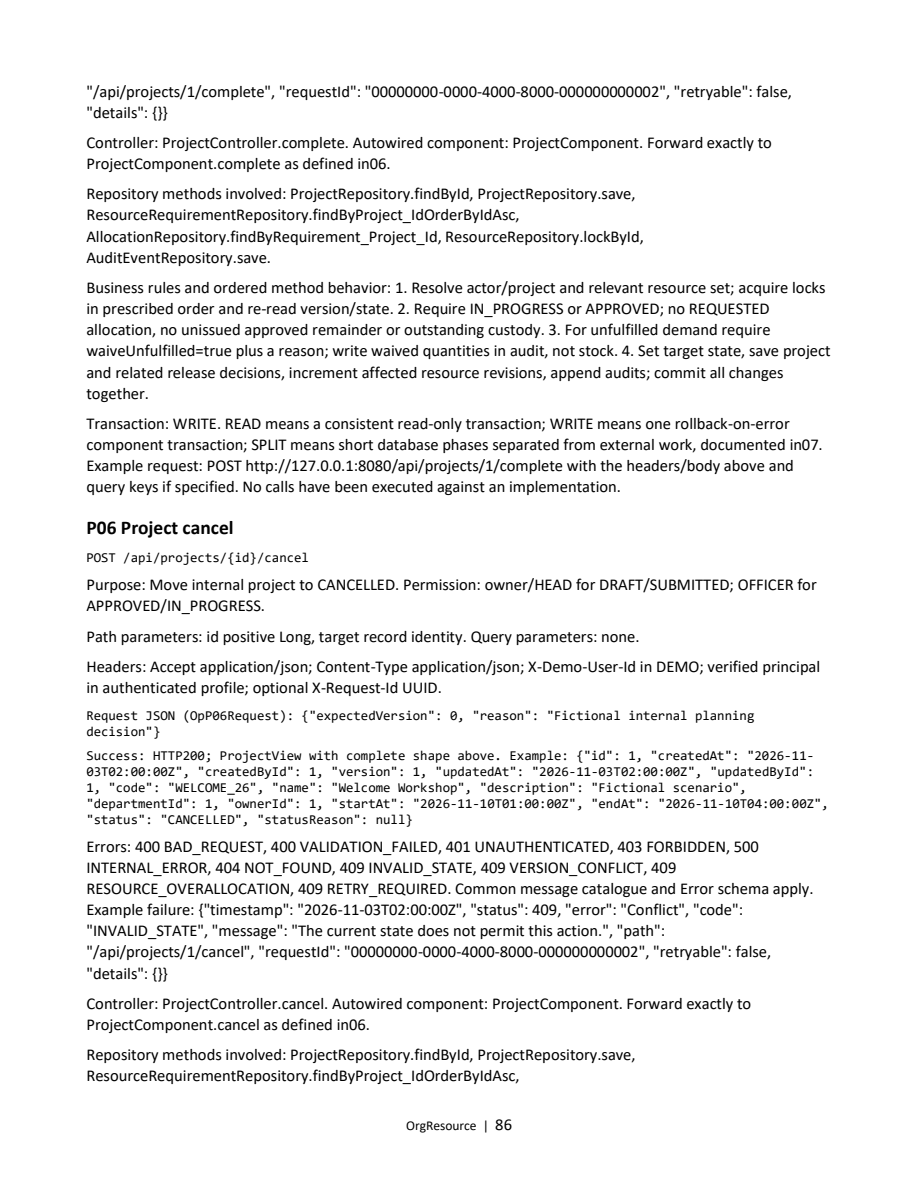 "/api/projects/1/complete", "requestId": "00000000-0000-4000-8000-000000000002", "retryable": false,
"details": {}}
Controller: ProjectController.complete. Autowired component: ProjectComponent. Forward exactly to
ProjectComponent.complete as defined in06.
Repository methods involved: ProjectRepository.findById, ProjectRepository.save,
ResourceRequirementRepository.findByProject_IdOrderByIdAsc,
AllocationRepository.findByRequirement_Project_Id, ResourceRepository.lockById,
AuditEventRepository.save.
Business rules and ordered method behavior: 1. Resolve actor/project and relevant resource set; acquire locks
in prescribed order and re-read version/state. 2. Require IN_PROGRESS or APPROVED; no REQUESTED
allocation, no unissued approved remainder or outstanding custody. 3. For unfulfilled demand require
waiveUnfulfilled=true plus a reason; write waived quantities in audit, not stock. 4. Set target state, save project
and related release decisions, increment affected resource revisions, append audits; commit all changes
together.
Transaction: WRITE. READ means a consistent read-only transaction; WRITE means one rollback-on-error
component transaction; SPLIT means short database phases separated from external work, documented in07.
Example request: POST http://127.0.0.1:8080/api/projects/1/complete with the headers/body above and
query keys if specified. No calls have been executed against an implementation.
P06 Project cancel
POST /api/projects/{id}/cancel
Purpose: Move internal project to CANCELLED. Permission: owner/HEAD for DRAFT/SUBMITTED; OFFICER for
APPROVED/IN_PROGRESS.
Path parameters: id positive Long, target record identity. Query parameters: none.
Headers: Accept application/json; Content-Type application/json; X-Demo-User-Id in DEMO; verified principal
in authenticated profile; optional X-Request-Id UUID.
Request JSON (OpP06Request): {"expectedVersion": 0, "reason": "Fictional internal planning
decision"}
Success: HTTP200; ProjectView with complete shape above. Example: {"id": 1, "createdAt": "2026-11-
03T02:00:00Z", "createdById": 1, "version": 1, "updatedAt": "2026-11-03T02:00:00Z", "updatedById":
1, "code": "WELCOME_26", "name": "Welcome Workshop", "description": "Fictional scenario",
"departmentId": 1, "ownerId": 1, "startAt": "2026-11-10T01:00:00Z", "endAt": "2026-11-10T04:00:00Z",
"status": "CANCELLED", "statusReason": null}
Errors: 400 BAD_REQUEST, 400 VALIDATION_FAILED, 401 UNAUTHENTICATED, 403 FORBIDDEN, 500
INTERNAL_ERROR, 404 NOT_FOUND, 409 INVALID_STATE, 409 VERSION_CONFLICT, 409
RESOURCE_OVERALLOCATION, 409 RETRY_REQUIRED. Common message catalogue and Error schema apply.
Example failure: {"timestamp": "2026-11-03T02:00:00Z", "status": 409, "error": "Conflict", "code":
"INVALID_STATE", "message": "The current state does not permit this action.", "path":
"/api/projects/1/cancel", "requestId": "00000000-0000-4000-8000-000000000002", "retryable": false,
"details": {}}
Controller: ProjectController.cancel. Autowired component: ProjectComponent. Forward exactly to
ProjectComponent.cancel as defined in06.
Repository methods involved: ProjectRepository.findById, ProjectRepository.save,
ResourceRequirementRepository.findByProject_IdOrderByIdAsc,
OrgResource | 86